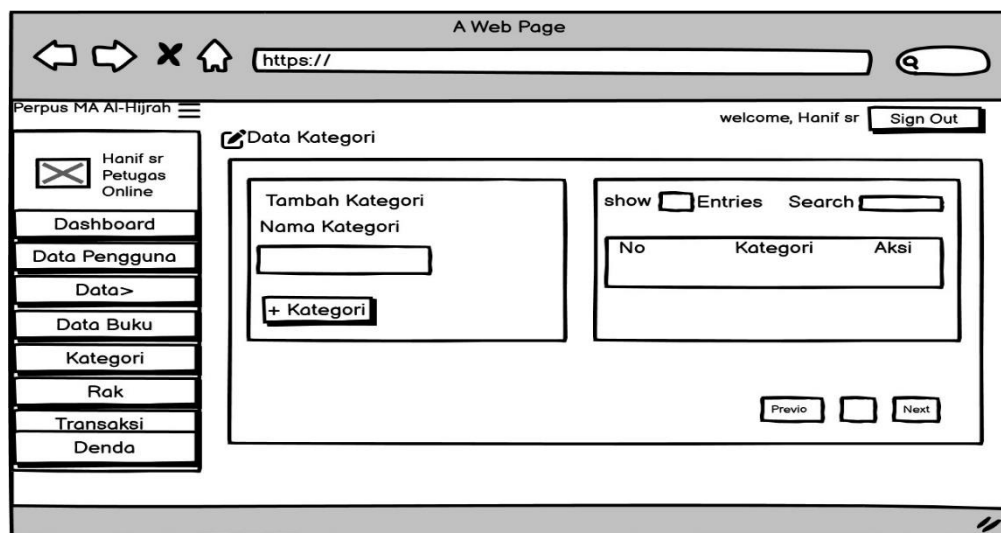 A Web Page
https://
Perpus MA Al-Hijrah
welcome, Hanif sr
Sign Out
Hanif sr
Petugas
Online
Dashboard
Data Pengguna
Data>
Data Buku
Kategori
Rak
Transaksi
Denda
Data Kategori
Tambah Kategori
Nama Kategori
+ Kategori
show Entries Search
No Kategori Aksi
Previo Next